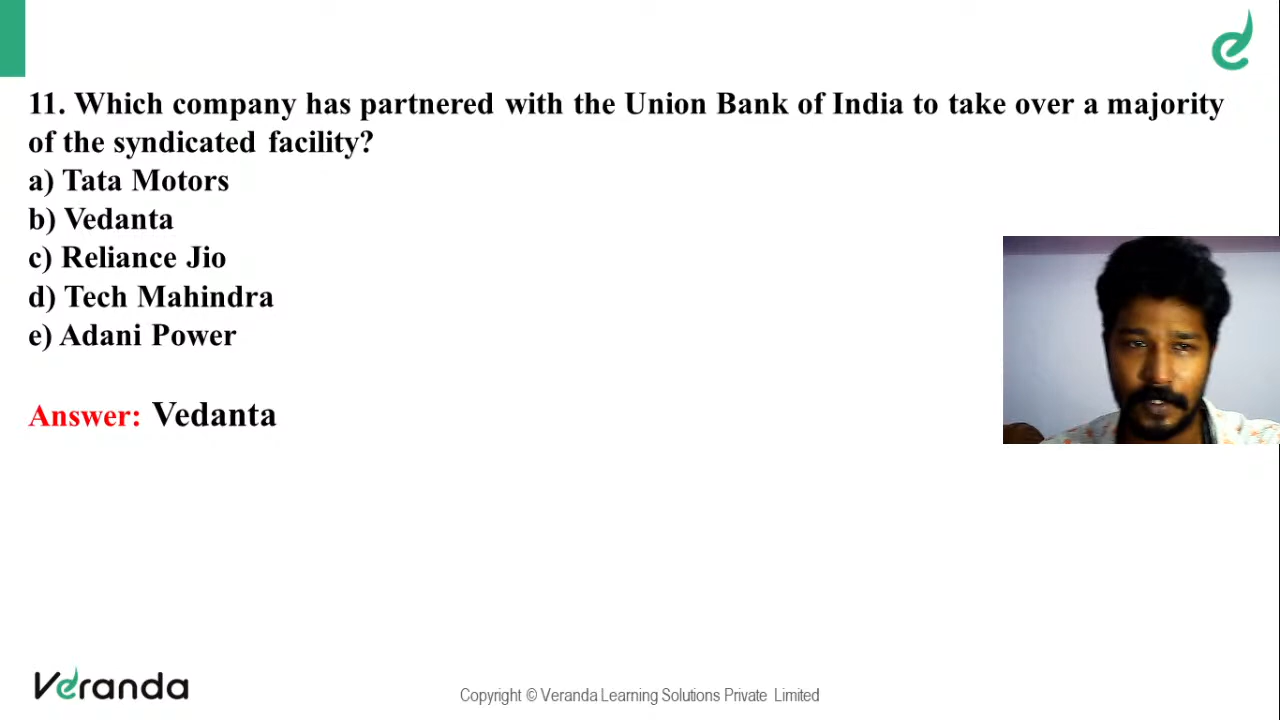 11. Which company has partnered with the Union Bank of India to take over a majority
of the syndicated facility?
a) Tata Motors
b) Vedanta
c) Reliance Jio
d) Tech Mahindra
e) Adani Power
Answer: Vedanta
Veranda
Copyright © Veranda Learning Solutions Private Limited